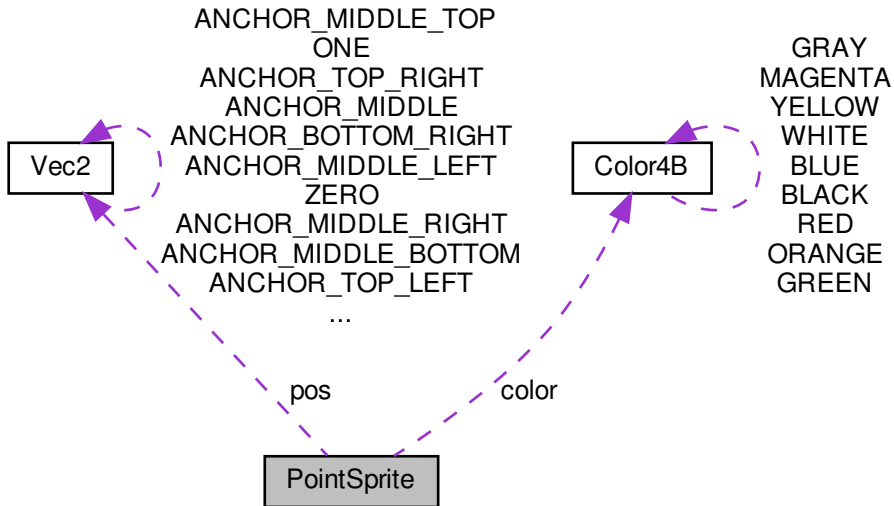 ANCHOR_MIDDLE_TOP
ONE
ANCHOR_TOP_RIGHT
ANCHOR_MIDDLE
ANCHOR_BOTTOM_RIGHT
ANCHOR_MIDDLE_LEFT
ZERO
ANCHOR_MIDDLE_RIGHT
ANCHOR_MIDDLE_BOTTOM
ANCHOR_TOP_LEFT
...
GRAY
MAGENTA
YELLOW
WHITE
BLUE
BLACK
RED
ORANGE
GREEN
Vec2
Color4B
pos
color
PointSprite